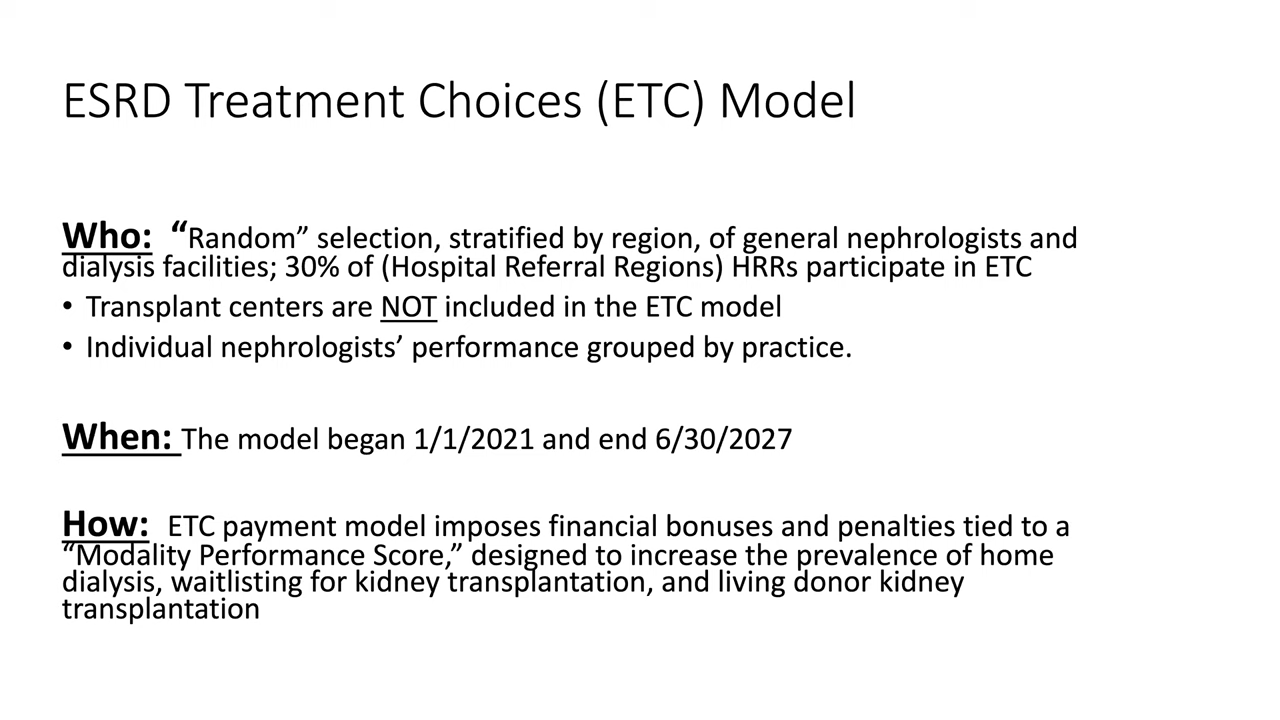 ESRD Treatment Choices (ETC) Model
Who: “Random” selection, stratified by region, of general nephrologists and
dialysis facilities; 30% of (Hospital Referral Regions) HRRs participate in ETC
• Transplant centers are NOT included in the ETC model
• Individual nephrologists’ performance grouped by practice.
When: The model began 1/1/2021 and end 6/30/2027
How: ETC payment model imposes financial bonuses and penalties tied to a
“Modality Performance Score,” designed to increase the prevalence of home
dialysis, waitlisting for kidney transplantation, and living donor kidney
transplantation